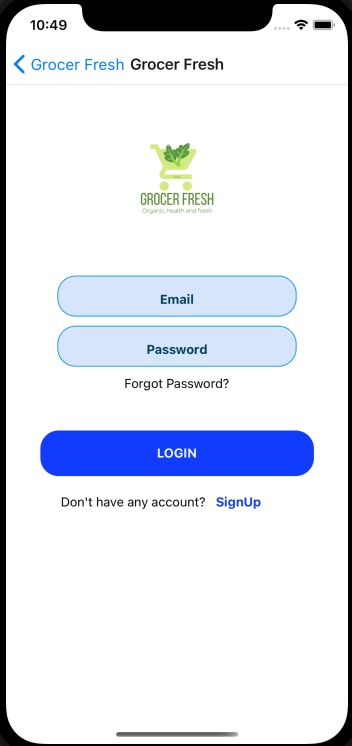 10:49
Grocer Fresh Grocer Fresh
GROCER FRESH
Organic, health and fresh
Email
Password
Forgot Password?
LOGIN
Don't have any account? SignUp